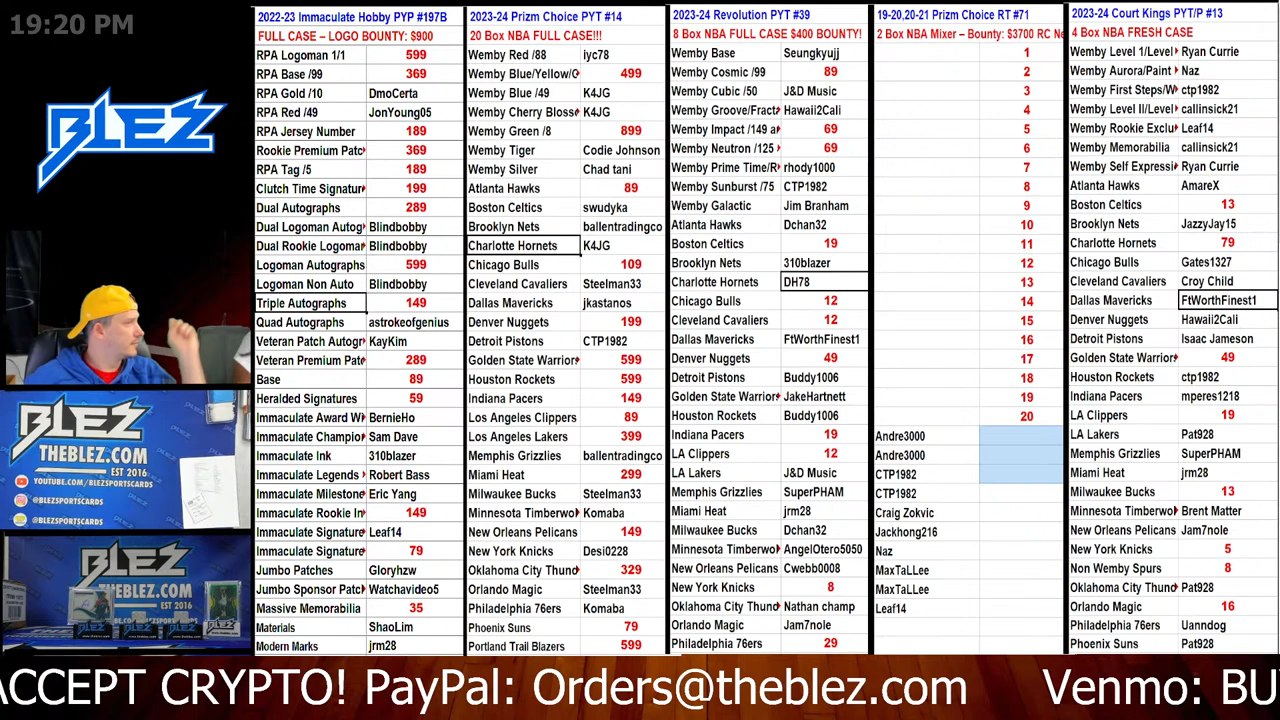 19:20 PM
BLEZ
BLEZ
THEBLEZ.COM
EST 2016
YOUTUBE.COM/BLEZSPORTSCARDS
@BLEZSPORTSCARDS
@BLEZSPORTSCARDS
BLEZ
THEBLEZ.COM
EST 2016
2022-23 Immaculate Hobby PYP #197B
FULL CASE – LOGO BOUNTY: $900
RPA Logoman 1/1 599
RPA Base /99 369
RPA Gold /10 DmoCerta
RPA Red /49 JonYoung05
RPA Jersey Number 189
Rookie Premium Patc 369
RPA Tag /5 189
Clutch Time Signatur 199
Dual Autographs 289
Dual Logoman Autog Blindbobby
Dual Rookie Logoma Blindbobby
Logoman Autographs 599
Logoman Non Auto Blindbobby
Triple Autographs 149
Quad Autographs astrokeofgenius
Veteran Patch Autogr KayKim
Veteran Premium Pat 289
Base 89
Heralded Signatures 59
Immaculate Award W BernieHo
Immaculate Champio Sam Dave
Immaculate Ink 310blazer
Immaculate Legends Robert Bass
Immaculate Milestone Eric Yang
Immaculate Rookie In 149
Immaculate Signature Leaf14
Immaculate Signature 79
Jumbo Patches Gloryhzw
Jumbo Sponsor Patc Watchavideo5
Massive Memorabilia 35
Materials ShaoLim
Modern Marks jrm28
2023-24 Prizm Choice PYT #14
20 Box NBA FULL CASE!!!
Wemby Red /88 iyc78
Wemby Blue/Yellow/G 499
Wemby Blue /49 K4JG
Wemby Cherry Blosso K4JG
Wemby Green /8 899
Wemby Tiger Codie Johnson
Wemby Silver Chad tani
Atlanta Hawks 89
Boston Celtics swudyka
Brooklyn Nets ballentradingco
Charlotte Hornets K4JG
Chicago Bulls 109
Cleveland Cavaliers Steelman33
Dallas Mavericks jkastanos
Denver Nuggets 199
Detroit Pistons CTP1982
Golden State Warrior 599
Houston Rockets 599
Indiana Pacers 149
Los Angeles Clippers 89
Los Angeles Lakers 399
Memphis Grizzlies ballentradingco
Miami Heat 299
Milwaukee Bucks Steelman33
Minnesota Timberwo Komaba
New Orleans Pelicans 149
New York Knicks Desi0228
Oklahoma City Thund 329
Orlando Magic Steelman33
Philadelphia 76ers Komaba
Phoenix Suns 79
Portland Trail Blazers 599
2023-24 Revolution PYT #39
8 Box NBA FULL CASE $400 BOUNTY!
Wemby Base Seungkyujj
Wemby Cosmic /99 89
Wemby Cubic /50 J&D Music
Wemby Groove/Fract Hawaii2Cali
Wemby Impact /149 a 69
Wemby Neutron /125 69
Wemby Prime Time/R rhody1000
Wemby Sunburst /75 CTP1982
Wemby Galactic Jim Branham
Atlanta Hawks Dchan32
Boston Celtics 19
Brooklyn Nets 310blazer
Charlotte Hornets DH78
Chicago Bulls 12
Cleveland Cavaliers 12
Dallas Mavericks FtWorthFinest1
Denver Nuggets 49
Detroit Pistons Buddy1006
Golden State Warrior JakeHartnett
Houston Rockets Buddy1006
Indiana Pacers 19
LA Clippers 12
LA Lakers J&D Music
Memphis Grizzlies SuperPHAM
Miami Heat jrm28
Milwaukee Bucks Dchan32
Minnesota Timberwo AngelOtero5050
New Orleans Pelicans Cwebb0008
New York Knicks 8
Oklahoma City Thund Nathan champ
Orlando Magic Jam7nole
Philadelphia 76ers 29
19-20,20-21 Prizm Choice RT #71
2 Box NBA Mixer – Bounty: $3700 RC Ne
1
2
3
4
5
6
7
8
9
10
11
12
13
14
15
16
17
18
19
20
Andre3000
Andre3000
CTP1982
CTP1982
Craig Zokvic
Jackhong216
Naz
MaxTaLLee
MaxTaLLee
Leaf14
2023-24 Court Kings PYT/P #13
4 Box NBA FRESH CASE
Wemby Level 1/Level Ryan Currie
Wemby Aurora/Paint Naz
Wemby First Steps/W ctp1982
Wemby Level II/Level callinsick21
Wemby Rookie Exclu Leaf14
Wemby Memorabilia callinsick21
Wemby Self Expressi Ryan Currie
Atlanta Hawks AmareX
Boston Celtics 13
Brooklyn Nets JazzyJay15
Charlotte Hornets 79
Chicago Bulls Gates1327
Cleveland Cavaliers Croy Child
Dallas Mavericks FtWorthFinest1
Denver Nuggets Hawaii2Cali
Detroit Pistons Isaac Jameson
Golden State Warrior 49
Houston Rockets ctp1982
Indiana Pacers mperes1218
LA Clippers 19
LA Lakers Pat928
Memphis Grizzlies SuperPHAM
Miami Heat jrm28
Milwaukee Bucks 13
Minnesota Timberwo Brent Matter
New Orleans Pelicans Jam7nole
New York Knicks 5
Non Wemby Spurs 8
Oklahoma City Thund Pat928
Orlando Magic 16
Philadelphia 76ers Uanndog
Phoenix Suns Pat928
ACCEPT CRYPTO! PayPal: Orders@theblez.com Venmo: BU